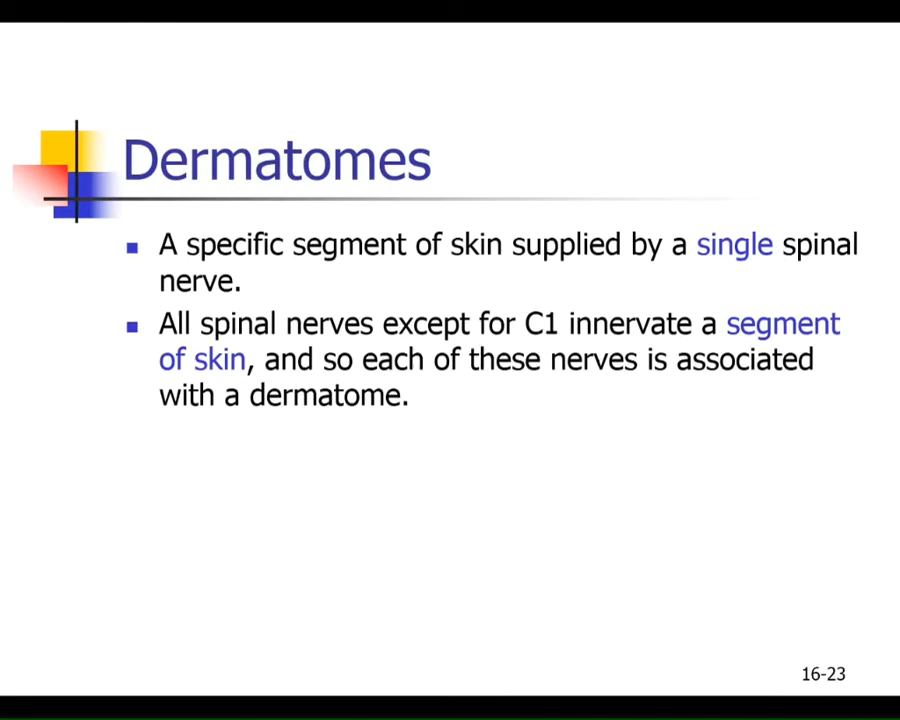 Dermatomes
A specific segment of skin supplied by a single spinal
nerve.
All spinal nerves except for C1 innervate a segment
of skin, and so each of these nerves is associated
with a dermatome.
16-23